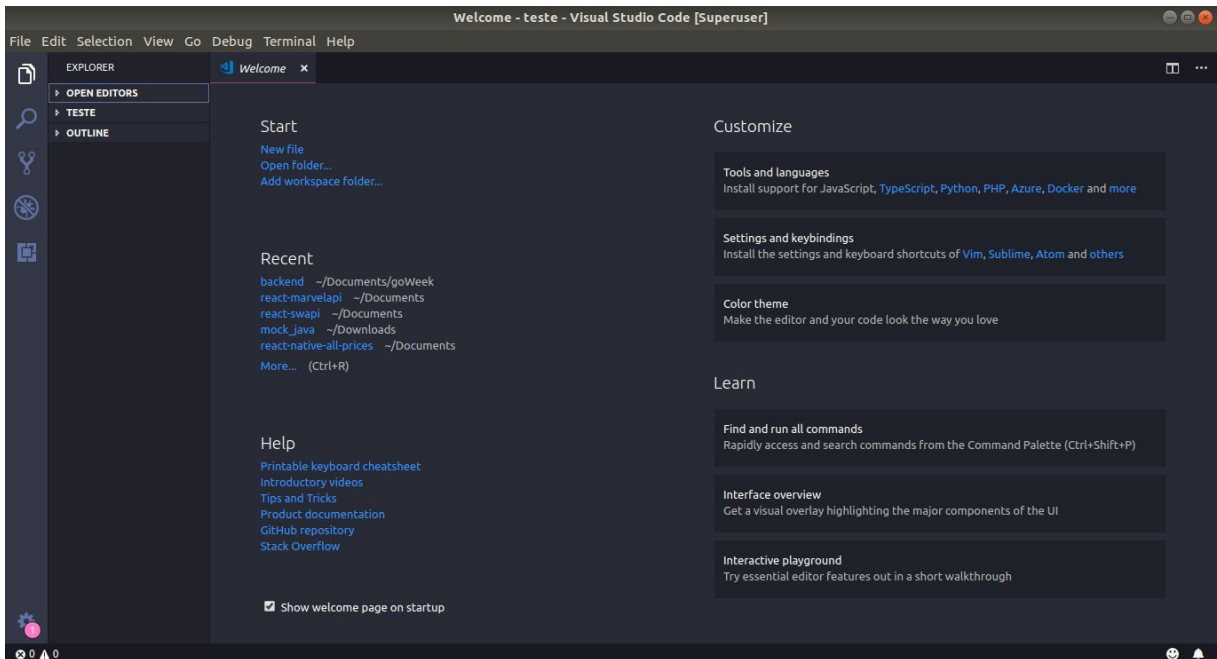 Welcome - teste - Visual Studio Code [Superuser]
File Edit Selection View Go Debug Terminal Help
EXPLORER
OPEN EDITORS
TESTE
OUTLINE
Welcome
Start
New file
Open folder...
Add workspace folder...
Recent
backend ~/Documents/goWeek
react-marvelapi ~/Documents
react-swapi ~/Documents
mock_java ~/Downloads
react-native-all-prices ~/Documents
More... (Ctrl+R)
Help
Printable keyboard cheatsheet
Introductory videos
Tips and Tricks
Product documentation
GitHub repository
Stack Overflow
Show welcome page on startup
Customize
Tools and languages
Install support for JavaScript, TypeScript, Python, PHP, Azure, Docker and more
Settings and keybindings
Install the settings and keyboard shortcuts of Vim, Sublime, Atom and others
Color theme
Make the editor and your code look the way you love
Learn
Find and run all commands
Rapidly access and search commands from the Command Palette (Ctrl+Shift+P)
Interface overview
Get a visual overlay highlighting the major components of the UI
Interactive playground
Try essential editor features out in a short walkthrough
1
0 0